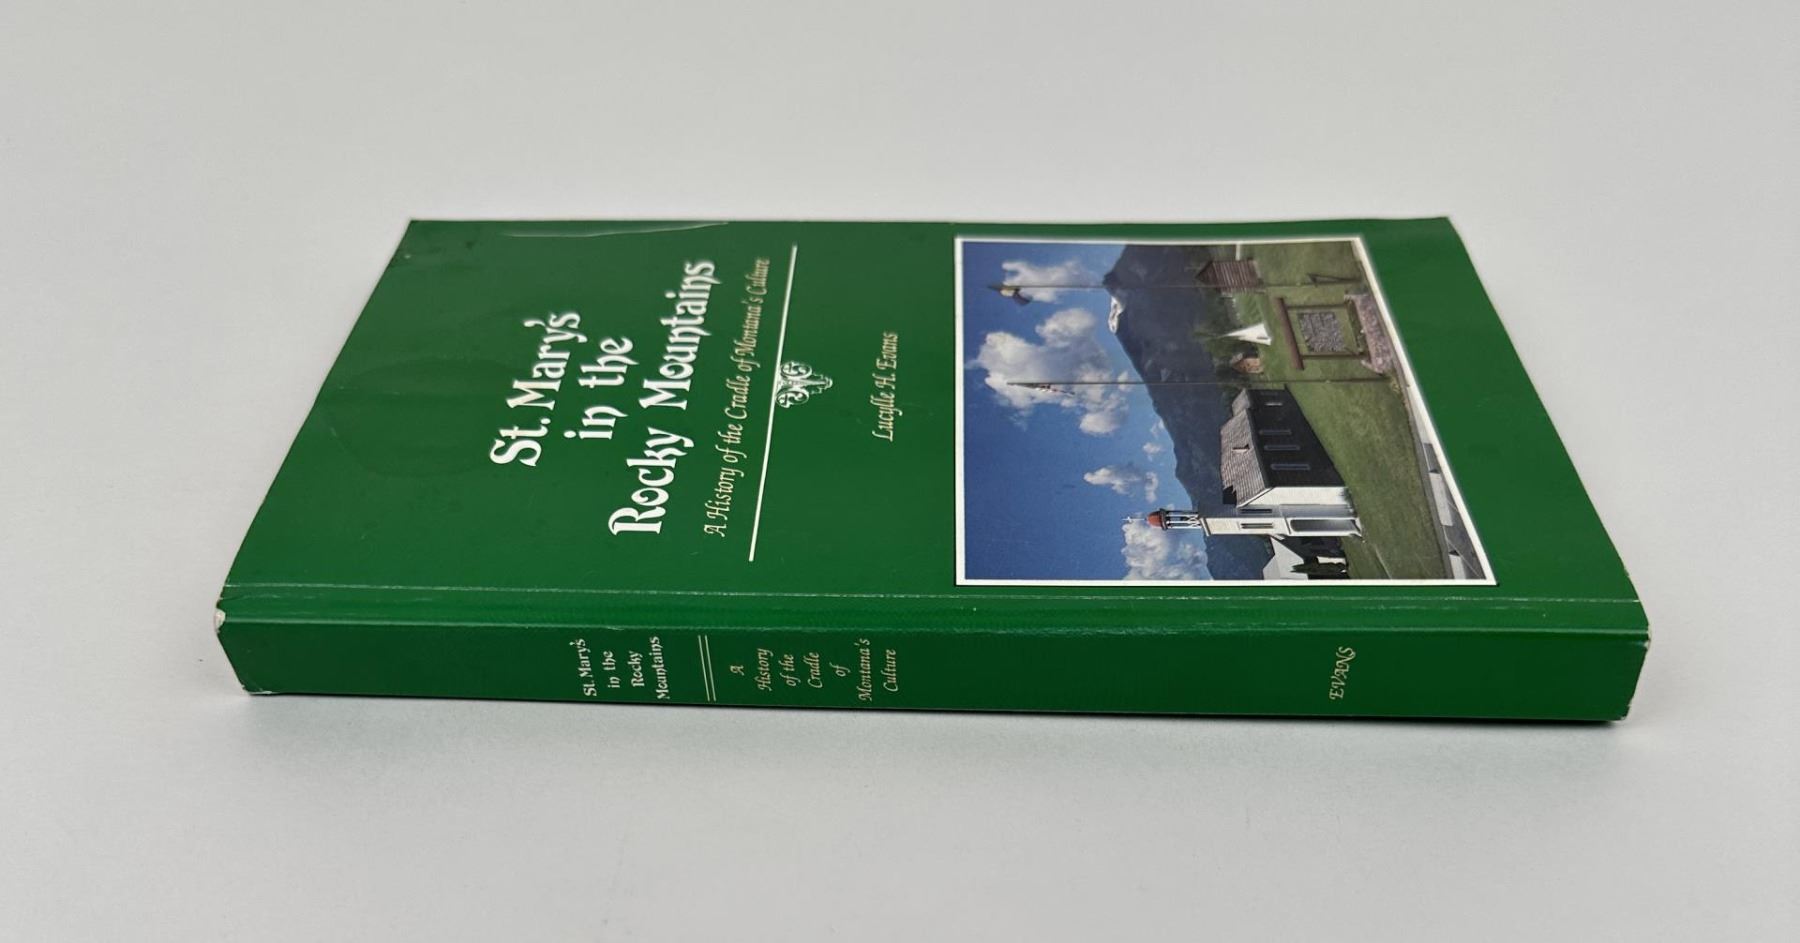 St. Mary's
in the
Rocky Mountains
A History of the Cradle of Montana's Culture
Lucylle H. Evans
St. Mary's
in the
Rocky
Mountains
A
History
of the
Cradle
of
Montana's
Culture
EVANS